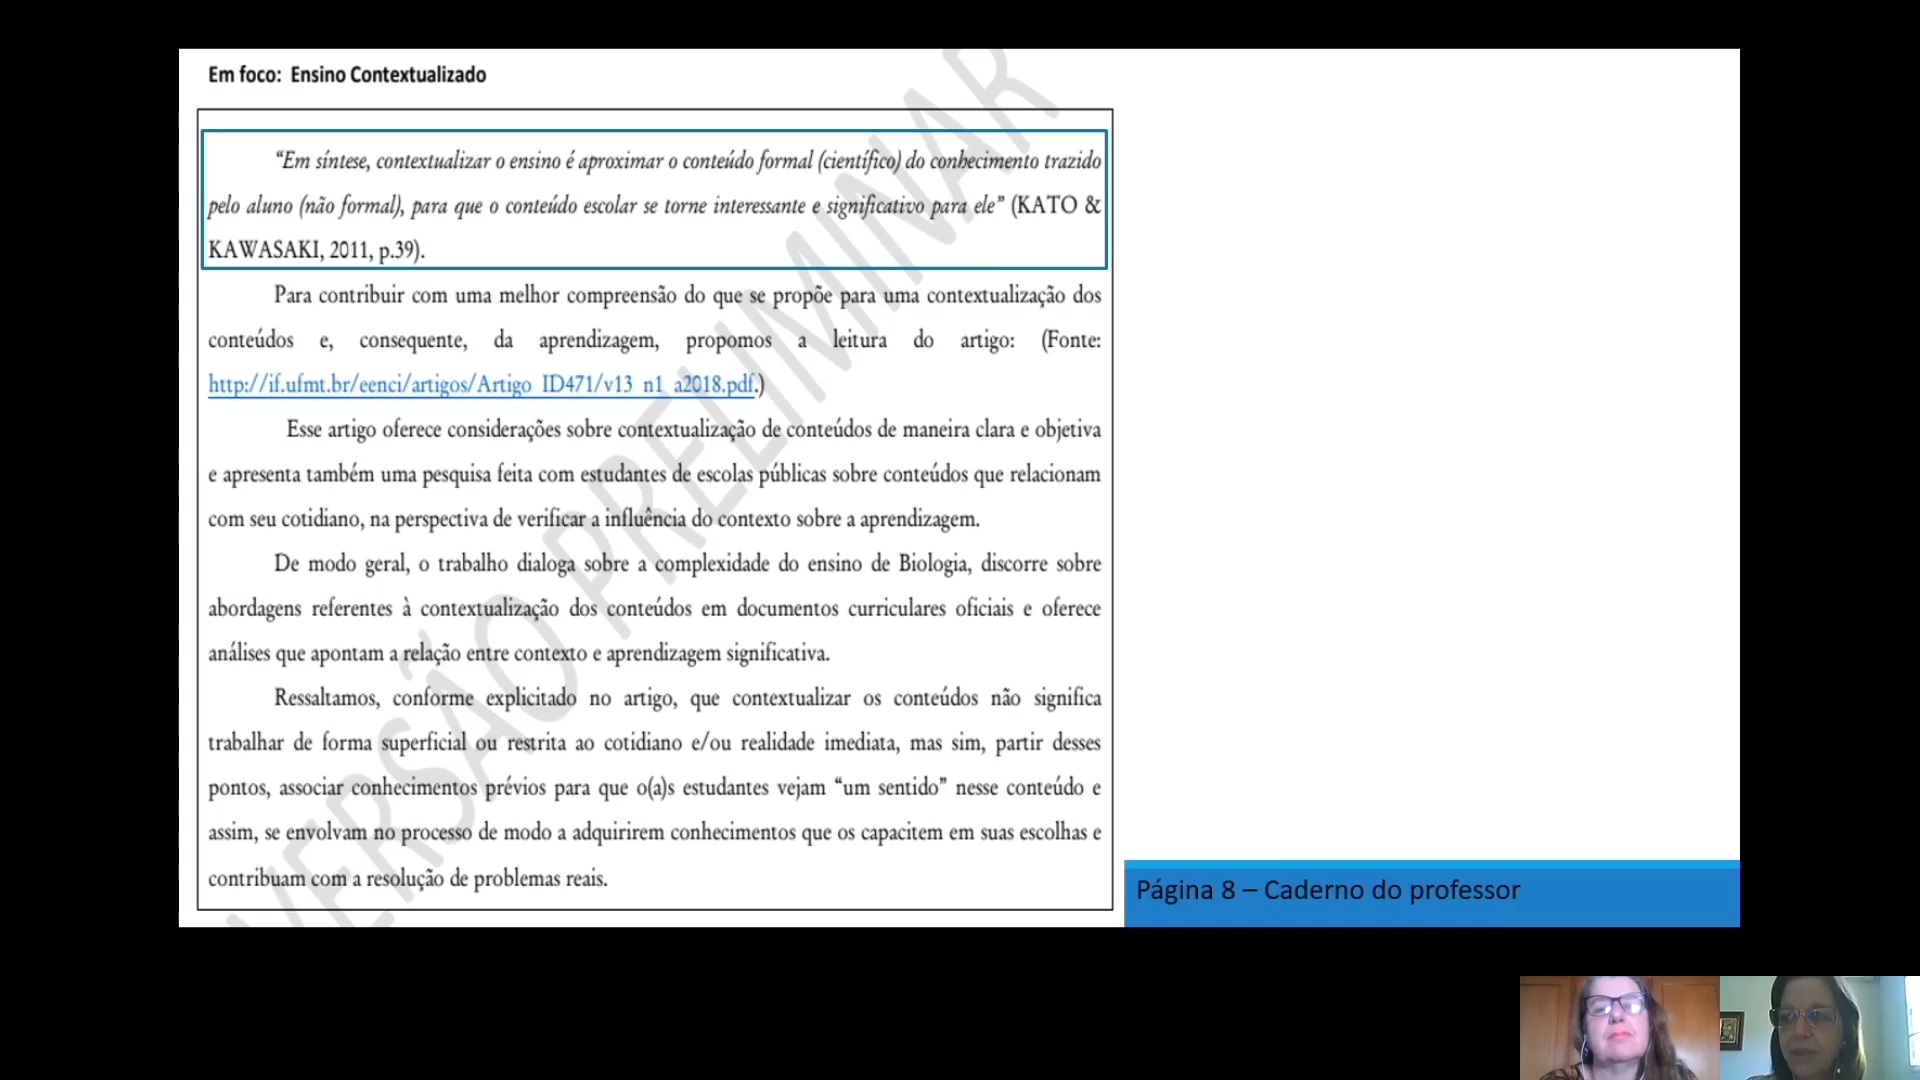 Em foco: Ensino Contextualizado
“Em síntese, contextualizar o ensino é aproximar o conteúdo formal (científico) do conhecimento trazido
pelo aluno (não formal), para que o conteúdo escolar se torne interessante e significativo para ele” (KATO &
KAWASAKI, 2011, p.39).
Para contribuir com uma melhor compreensão do que se propõe para uma contextualização dos
conteúdos e, consequente, da aprendizagem, propomos a leitura do artigo: (Fonte:
http://if.ufmt.br/eenci/artigos/Artigo_ID471/v13_n1_a2018.pdf.)
Esse artigo oferece considerações sobre contextualização de conteúdos de maneira clara e objetiva
e apresenta também uma pesquisa feita com estudantes de escolas públicas sobre conteúdos que relacionam
com seu cotidiano, na perspectiva de verificar a influência do contexto sobre a aprendizagem.
De modo geral, o trabalho dialoga sobre a complexidade do ensino de Biologia, discorre sobre
abordagens referentes à contextualização dos conteúdos em documentos curriculares oficiais e oferece
análises que apontam a relação entre contexto e aprendizagem significativa.
Ressaltamos, conforme explicitado no artigo, que contextualizar os conteúdos não significa
trabalhar de forma superficial ou restrita ao cotidiano e/ou realidade imediata, mas sim, partir desses
pontos, associar conhecimentos prévios para que o(a)s estudantes vejam “um sentido” nesse conteúdo e
assim, se envolvam no processo de modo a adquirirem conhecimentos que os capacitem em suas escolhas e
contribuam com a resolução de problemas reais.
VERSÃO PRELIMINAR
Página 8 – Caderno do professor